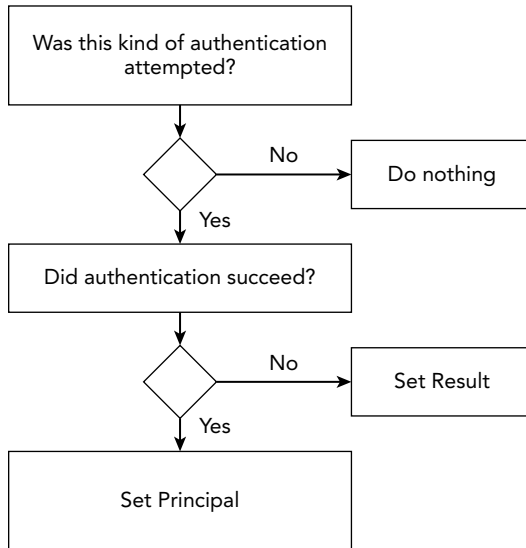 Was this kind of authentication
attempted?
No
Do nothing
Yes
Did authentication succeed?
No
Set Result
Yes
Set Principal